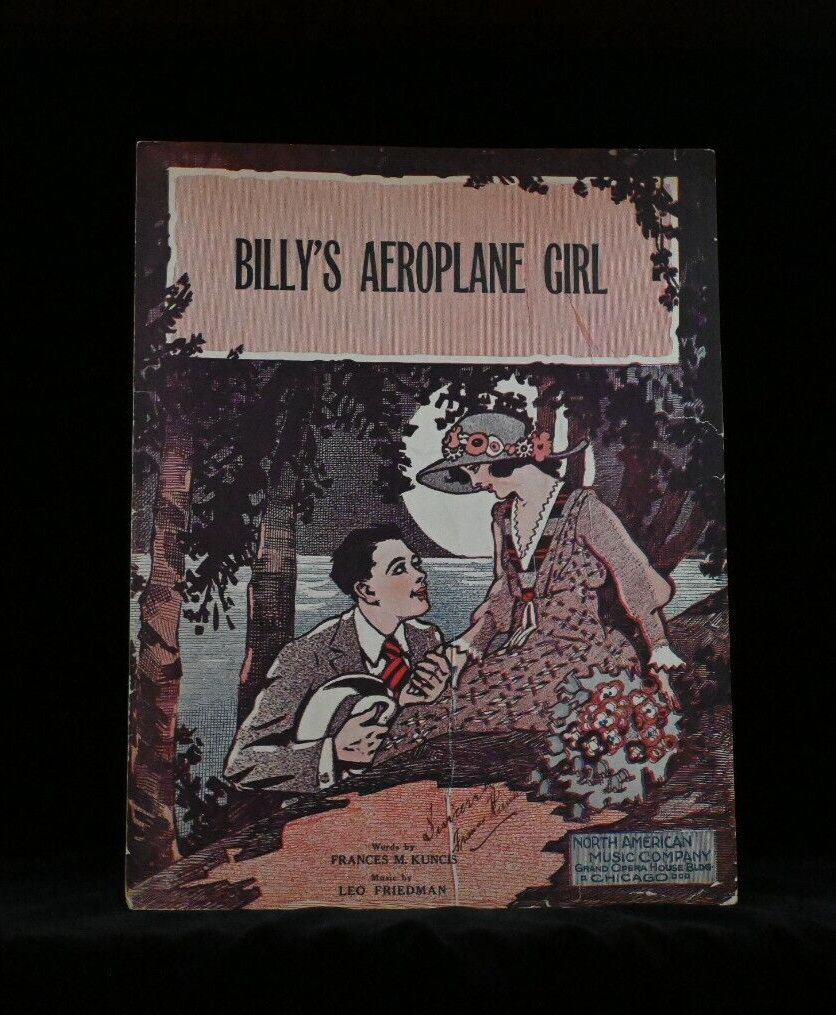 BILLY'S AEROPLANE GIRL
Words by
FRANCES M. KUNCIS
Music by
LEO FRIEDMAN
NORTH AMERICAN
MUSIC COMPANY
GRAND OPERA HOUSE BLDG.
CHICAGO